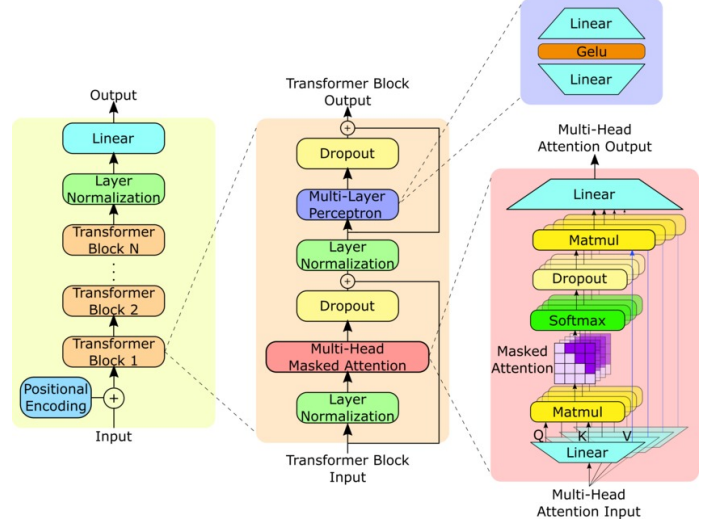 Output
Linear
Layer
Normalization
Transformer
Block N
Transformer
Block 2
Transformer
Block 1
Positional
Encoding
Input
Transformer Block
Output
Dropout
Multi-Layer
Perceptron
Layer
Normalization
Dropout
Multi-Head
Masked Attention
Layer
Normalization
Transformer Block
Input
Linear
Gelu
Linear
Multi-Head
Attention Output
Linear
Matmul
Dropout
Softmax
Masked
Attention
Matmul
Q K V
Linear
Multi-Head
Attention Input